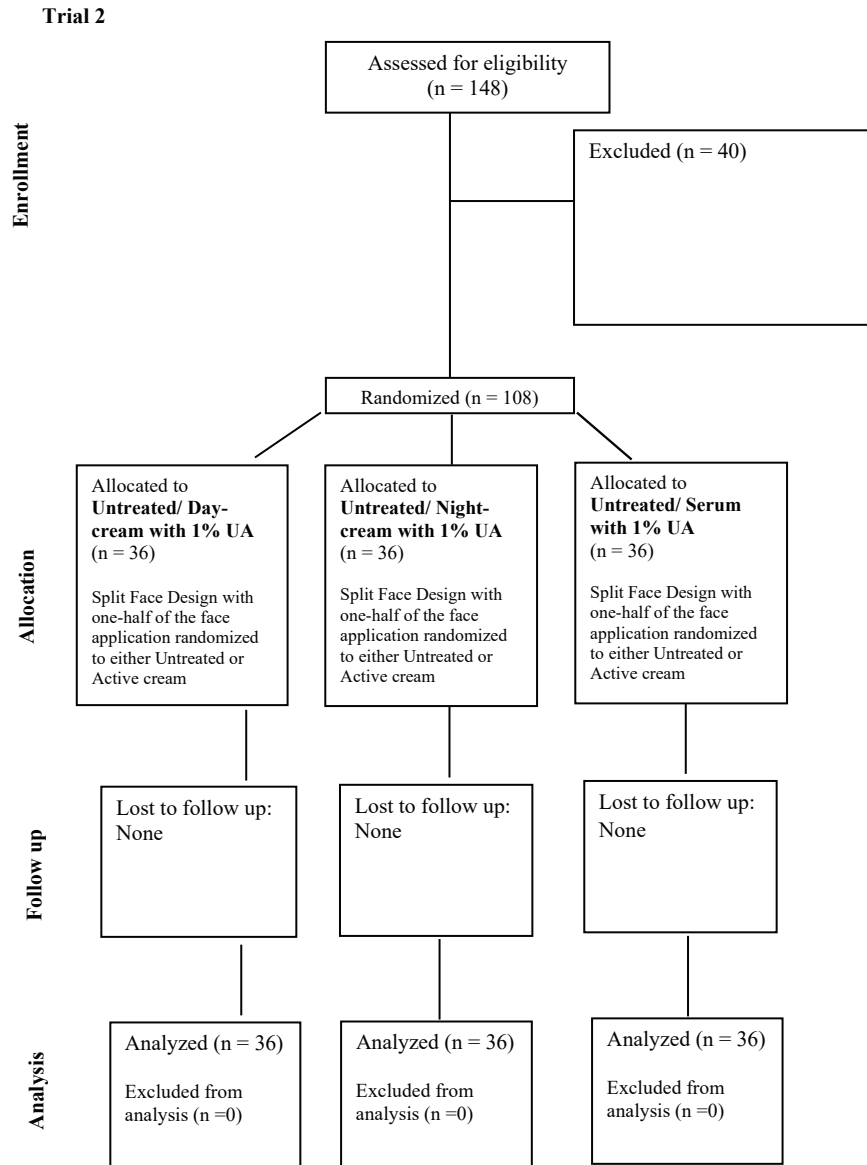 Trial 2
Assessed for eligibility
(n = 148)
Enrollment
Excluded (n = 40)
Randomized (n = 108)
Allocation
Allocated to
Untreated/ Day-
cream with 1% UA
(n = 36)
Split Face Design with
one-half of the face
application randomized
to either Untreated or
Active cream
Allocated to
Untreated/ Night-
cream with 1% UA
(n = 36)
Split Face Design with
one-half of the face
application randomized
to either Untreated or
Active cream
Allocated to
Untreated/ Serum
with 1% UA
(n = 36)
Split Face Design with
one-half of the face
application randomized
to either Untreated or
Active cream
Follow up
Lost to follow up:
None
Lost to follow up:
None
Lost to follow up:
None
Analysis
Analyzed (n = 36)
Excluded from
analysis (n =0)
Analyzed (n = 36)
Excluded from
analysis (n =0)
Analyzed (n = 36)
Excluded from
analysis (n =0)